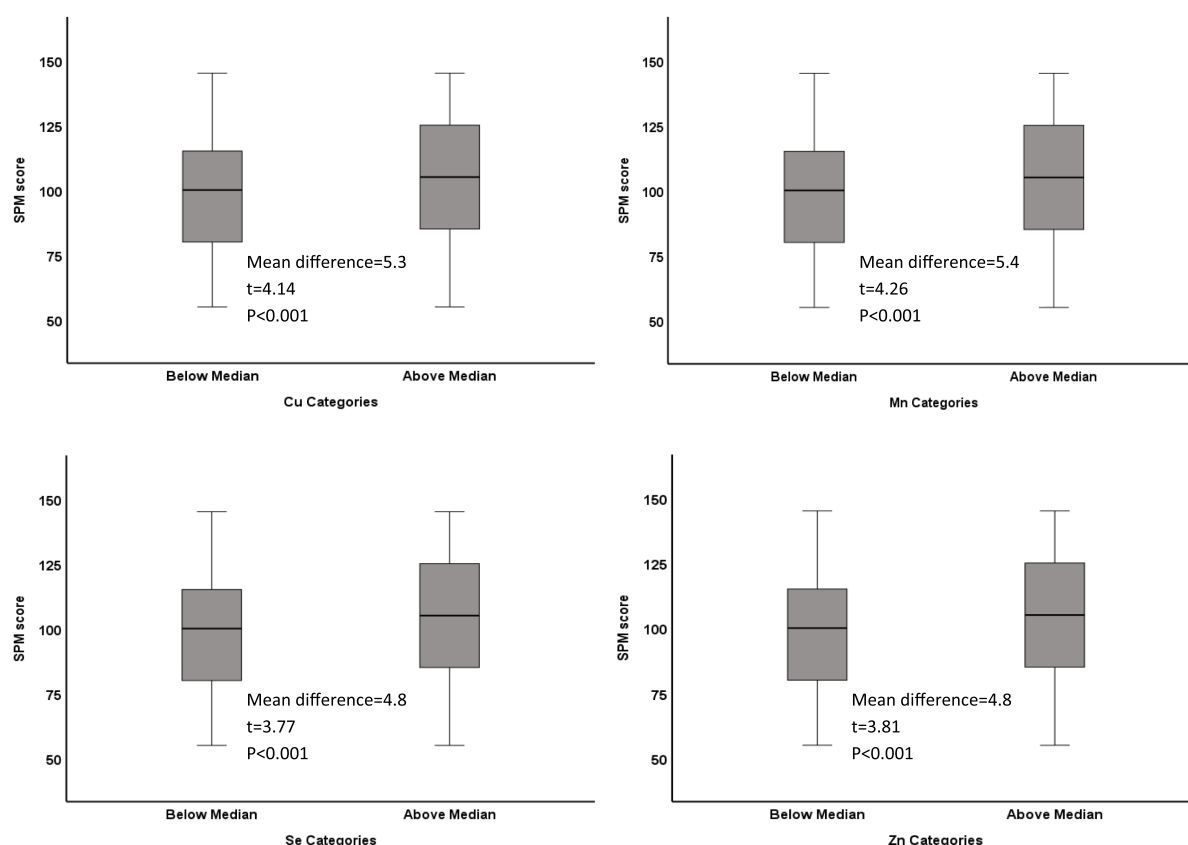 150
125
100
75
50
SPM score
Mean difference=5.3
t=4.14
P<0.001
Below Median Above Median
Cu Categories
150
125
100
75
50
SPM score
Mean difference=5.4
t=4.26
P<0.001
Below Median Above Median
Mn Categories
150
125
100
75
50
SPM score
Mean difference=4.8
t=3.77
P<0.001
Below Median Above Median
Se Categories
150
125
100
75
50
SPM score
Mean difference=4.8
t=3.81
P<0.001
Below Median Above Median
Zn Categories